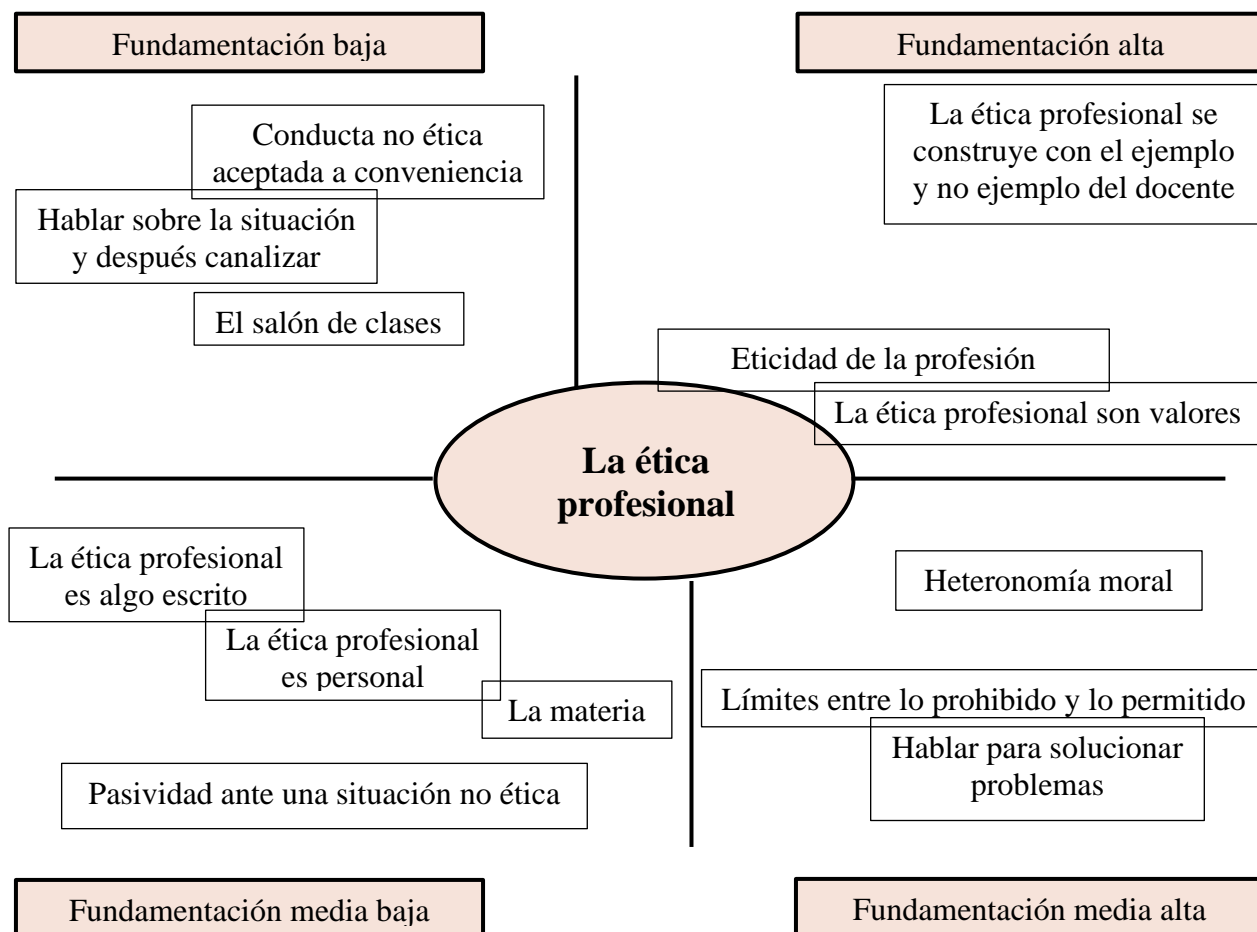 Fundamentación baja
Fundamentación alta
Conducta no ética
aceptada a conveniencia
Hablar sobre la situación
y después canalizar
El salón de clases
La ética profesional se
construye con el ejemplo
y no ejemplo del docente
Eticidad de la profesión
La ética profesional son valores
La ética
profesional
La ética profesional
es algo escrito
La ética profesional
es personal
La materia
Pasividad ante una situación no ética
Heteronomía moral
Límites entre lo prohibido y lo permitido
Hablar para solucionar
problemas
Fundamentación media baja
Fundamentación media alta